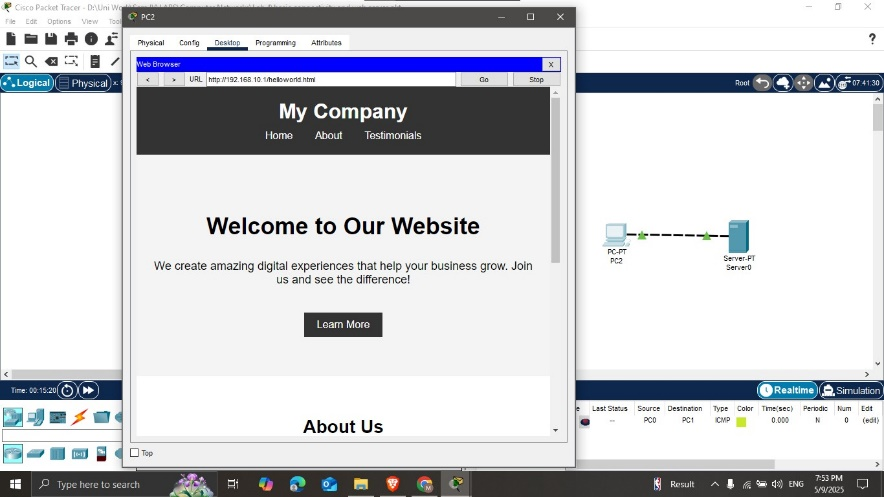 Cisco Packet Tracer - D:\Uni Wo
File Edit Options View Tools
PC2
Physical Config Desktop Programming Attributes
Web Browser
X
< > URL http://192.168.10.1/helloworld.html Go Stop
My Company
Home About Testimonials
Welcome to Our Website
We create amazing digital experiences that help your business grow. Join
us and see the difference!
Learn More
About Us
Top
Logical Physical x: 5
Root 07:41:30
PC-PT
PC2
Server-PT
Server0
Time: 00:15:20
Realtime Simulation
e Last Status Source Destination Type Color Time(sec) Periodic Num Edit
--- PC0 PC1 ICMP 0.000 N 0 (edit)
Type here to search
Result
ENG
7:53 PM
5/9/2025